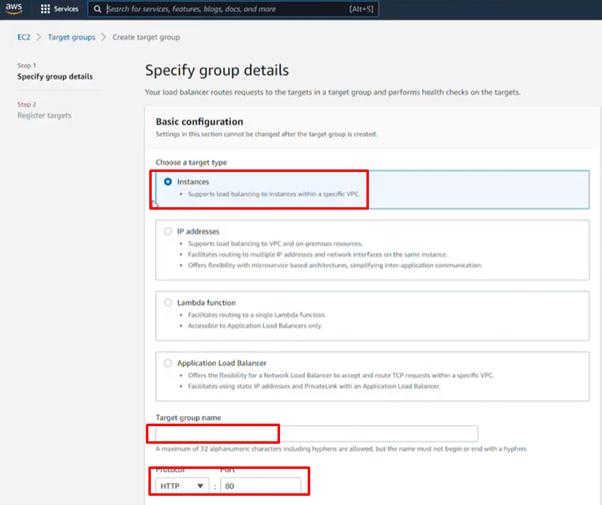 aws
Services
Search for services, features, blogs, docs, and more
[Alt+S]
EC2 > Target groups > Create target group
Step 1
Specify group details
Step 2
Register targets
Specify group details
Your load balancer routes requests to the targets in a target group and performs health checks on the targets.
Basic configuration
Settings in this section cannot be changed after the target group is created.
Choose a target type
Instances
• Supports load balancing to instances within a specific VPC.
IP addresses
• Supports load balancing to VPC and on-premises resources.
• Facilitates routing to multiple IP addresses and network interfaces on the same instance.
• Offers flexibility with microservice based architectures, simplifying inter-application communication.
Lambda function
• Facilitates routing to a single Lambda function.
• Accessible to Application Load Balancers only.
Application Load Balancer
• Offers the flexibility for a Network Load Balancer to accept and route TCP requests within a specific VPC.
• Facilitates using static IP addresses and PrivateLink with an Application Load Balancer.
Target group name
A maximum of 32 alphanumeric characters including hyphens are allowed, but the name must not begin or end with a hyphen.
Protocol Port
HTTP : 80